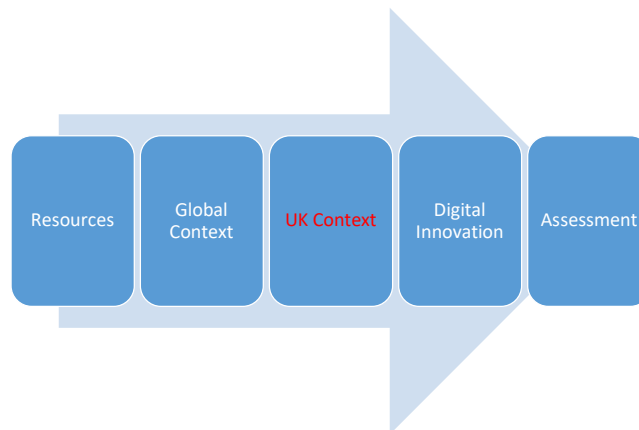 Resources
Global
Context
UK Context
Digital
Innovation
Assessment